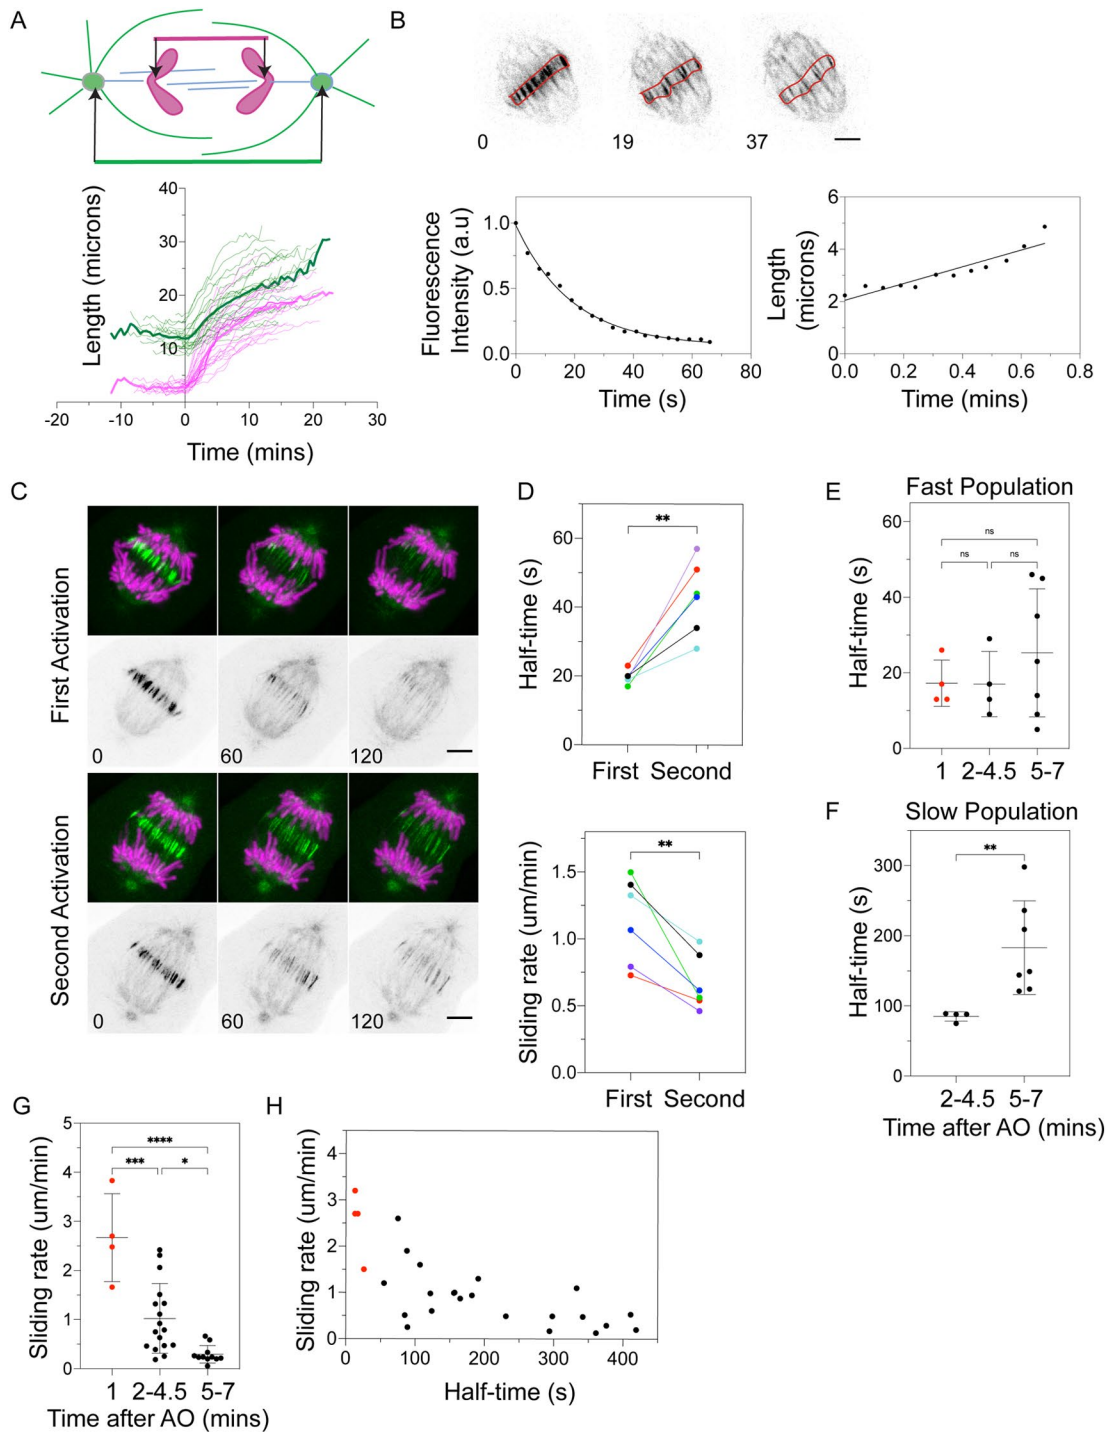 A
Length (microns)
40
30
20
10
-20
-10
0
10
20
30
Time (mins)
B
0
19
37
Fluorescence
Intensity (a.u)
1.0
0.5
0.0
0
20
40
60
80
Time (s)
Length
(microns)
6
4
2
0
0.0
0.2
0.4
0.6
0.8
Time (mins)
C
First Activation
0
60
120
Second Activation
0
60
120
D
Half-time (s)
60
40
20
0
**
First
Second
Sliding rate (um/min)
1.5
1.0
0.5
0.0
**
First
Second
E
Fast Population
Half-time (s)
60
40
20
0
ns
ns
ns
1
2-4.5
5-7
F
Slow Population
Half-time (s)
300
200
100
0
**
2-4.5
5-7
Time after AO (mins)
G
Sliding rate (um/min)
5
4
3
2
1
0
****
***
*
1
2-4.5
5-7
Time after AO (mins)
H
Sliding rate (um/min)
4
3
2
1
0
0
100
200
300
400
Half-time (s)